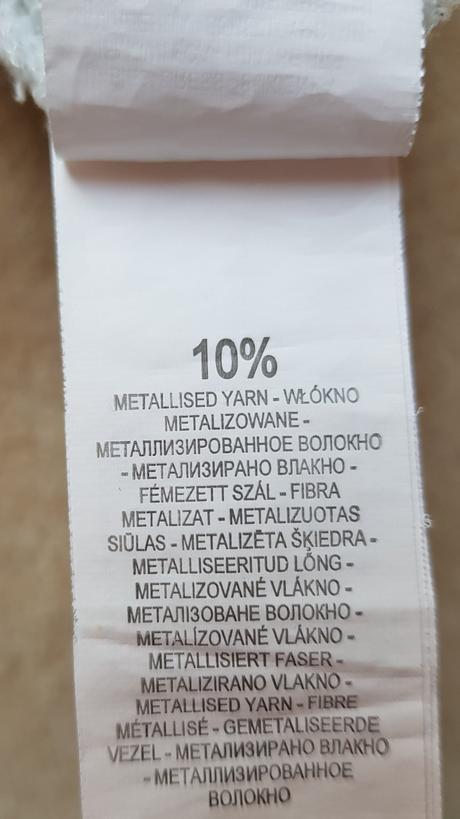 10%
METALLISED YARN - WŁÓKNO
METALIZOWANE -
МЕТАЛЛИЗИРОВАННОЕ ВОЛОКНО
- МЕТАЛИЗИРАНО ВЛАКНО -
FÉMEZETT SZÁL - FIBRA
METALIZAT - METALIZUOTAS
SIŪLAS - METALIZĒTA ŠĶIEDRA -
METALLISEERITUD LÕNG -
METALIZOVANÉ VLÁKNO -
МЕТАЛІЗОВАНЕ ВОЛОКНО -
METALÍZOVANÉ VLÁKNO -
METALLISIERT FASER -
METALIZIRANO VLAKNO -
METALLISED YARN - FIBRE
MÉTALLISÉ - GEMETALISEERDE
VEZEL - МЕТАЛИЗИРАНО ВЛАКНО
- МЕТАЛЛИЗИРОВАННОЕ
ВОЛОКНО